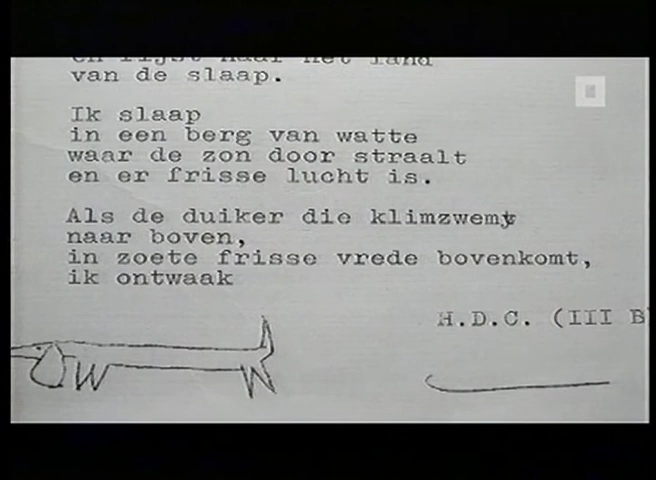 van de slaap.
Ik slaap
in een berg van watte
waar de zon door straalt
en er frisse lucht is.
Als de duiker die klimzwemt
naar boven,
in zoete frisse vrede bovenkomt,
ik ontwaak
H.D.C. (III B